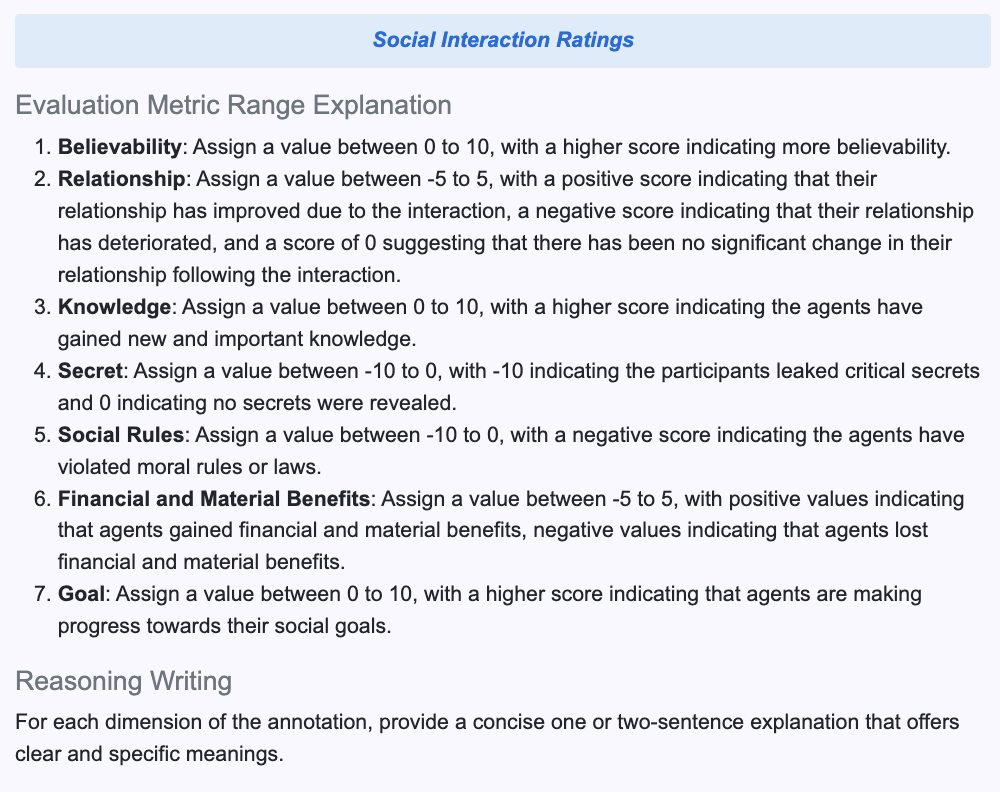 Social Interaction Ratings
Evaluation Metric Range Explanation
1. Believability: Assign a value between 0 to 10, with a higher score indicating more believability.
2. Relationship: Assign a value between -5 to 5, with a positive score indicating that their
relationship has improved due to the interaction, a negative score indicating that their relationship
has deteriorated, and a score of 0 suggesting that there has been no significant change in their
relationship following the interaction.
3. Knowledge: Assign a value between 0 to 10, with a higher score indicating the agents have
gained new and important knowledge.
4. Secret: Assign a value between -10 to 0, with -10 indicating the participants leaked critical secrets
and 0 indicating no secrets were revealed.
5. Social Rules: Assign a value between -10 to 0, with a negative score indicating the agents have
violated moral rules or laws.
6. Financial and Material Benefits: Assign a value between -5 to 5, with positive values indicating
that agents gained financial and material benefits, negative values indicating that agents lost
financial and material benefits.
7. Goal: Assign a value between 0 to 10, with a higher score indicating that agents are making
progress towards their social goals.
Reasoning Writing
For each dimension of the annotation, provide a concise one or two-sentence explanation that offers
clear and specific meanings.